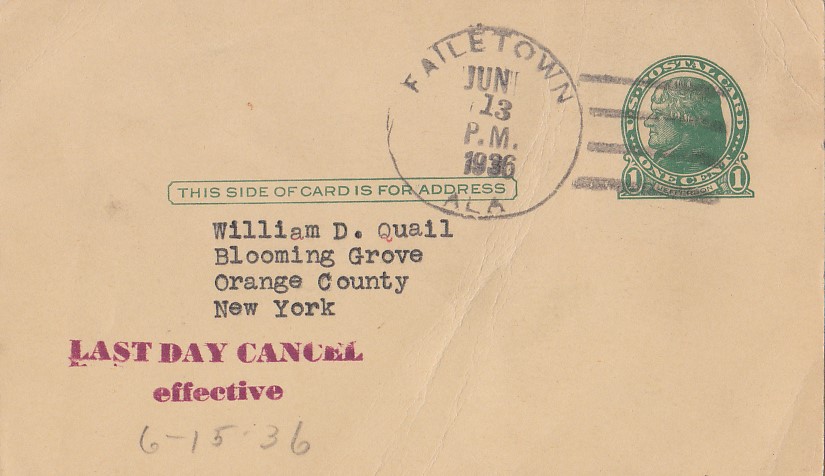 FAILETOWN
JUN
13
P.M.
1936
ALA
U.S. POSTAL CARD
ONE CENT
1 JEFFERSON 1
THIS SIDE OF CARD IS FOR ADDRESS
William D. Quail
Blooming Grove
Orange County
New York
LAST DAY CANCEL
effective
6-15-36